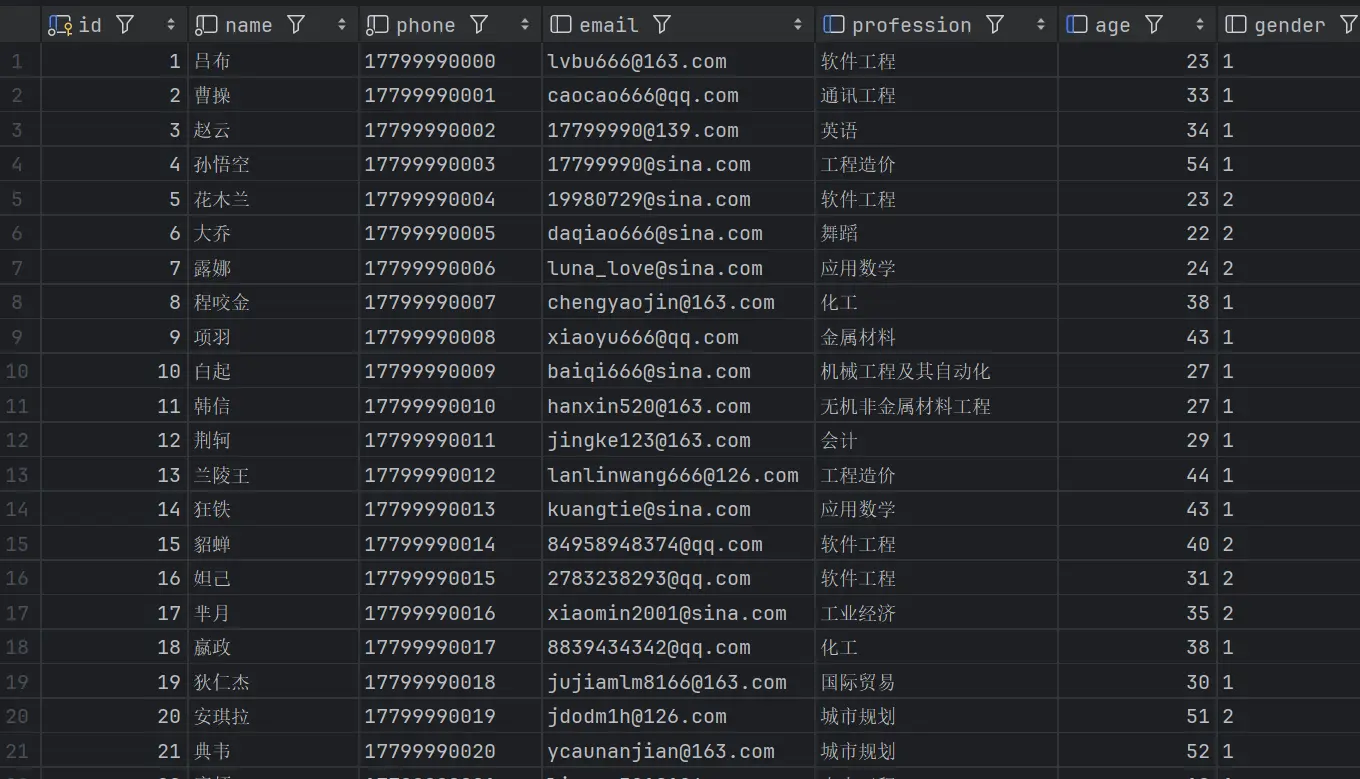 id name phone email profession age gender
1 1 吕布 17799990000 lvbu666@163.com 软件工程 23 1
2 2 曹操 17799990001 caocao666@qq.com 通讯工程 33 1
3 3 赵云 17799990002 17799990@139.com 英语 34 1
4 4 孙悟空 17799990003 17799990@sina.com 工程造价 54 1
5 5 花木兰 17799990004 19980729@sina.com 软件工程 23 2
6 6 大乔 17799990005 daqiao666@sina.com 舞蹈 22 2
7 7 露娜 17799990006 luna_love@sina.com 应用数学 24 2
8 8 程咬金 17799990007 chengyaojin@163.com 化工 38 1
9 9 项羽 17799990008 xiaoyu666@qq.com 金属材料 43 1
10 10 白起 17799990009 baiqi666@sina.com 机械工程及其自动化 27 1
11 11 韩信 17799990010 hanxin520@163.com 无机非金属材料工程 27 1
12 12 荆轲 17799990011 jingke123@163.com 会计 29 1
13 13 兰陵王 17799990012 lanlinwang666@126.com 工程造价 44 1
14 14 狂铁 17799990013 kuangtie@sina.com 应用数学 43 1
15 15 貂蝉 17799990014 84958948374@qq.com 软件工程 40 2
16 16 妲己 17799990015 2783238293@qq.com 软件工程 31 2
17 17 芈月 17799990016 xiaomin2001@sina.com 工业经济 35 2
18 18 嬴政 17799990017 8839434342@qq.com 化工 38 1
19 19 狄仁杰 17799990018 jujiamlm8166@163.com 国际贸易 30 1
20 20 安琪拉 17799990019 jdodm1h@126.com 城市规划 51 2
21 21 典韦 17799990020 ycaunanjian@163.com 城市规划 52 1